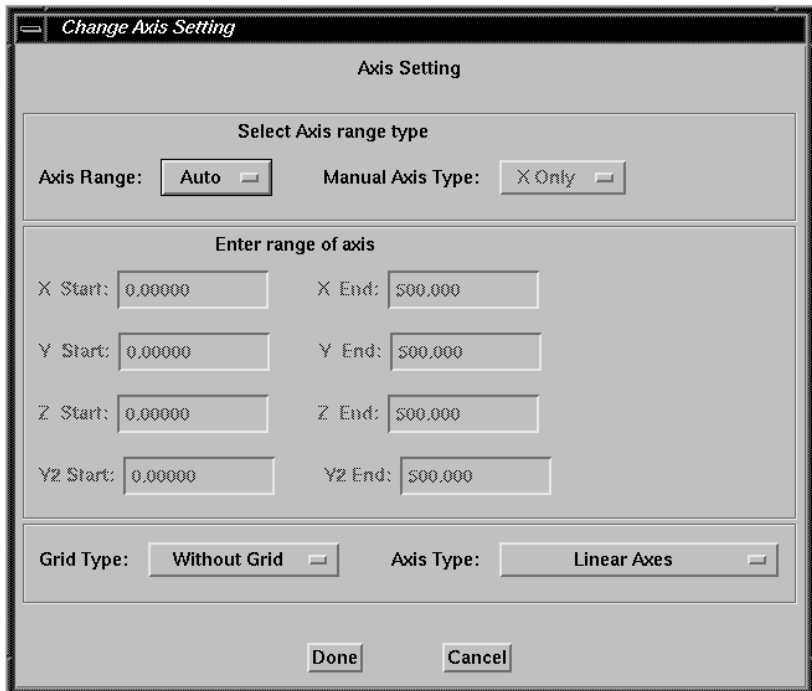 Change Axis Setting
Axis Setting
Select Axis range type
Axis Range: Auto Manual Axis Type: X Only
Enter range of axis
X Start: 0.00000 X End: 500.000
Y Start: 0.00000 Y End: 500.000
Z Start: 0.00000 Z End: 500.000
Y2 Start: 0.00000 Y2 End: 500.000
Grid Type: Without Grid Axis Type: Linear Axes
Done Cancel